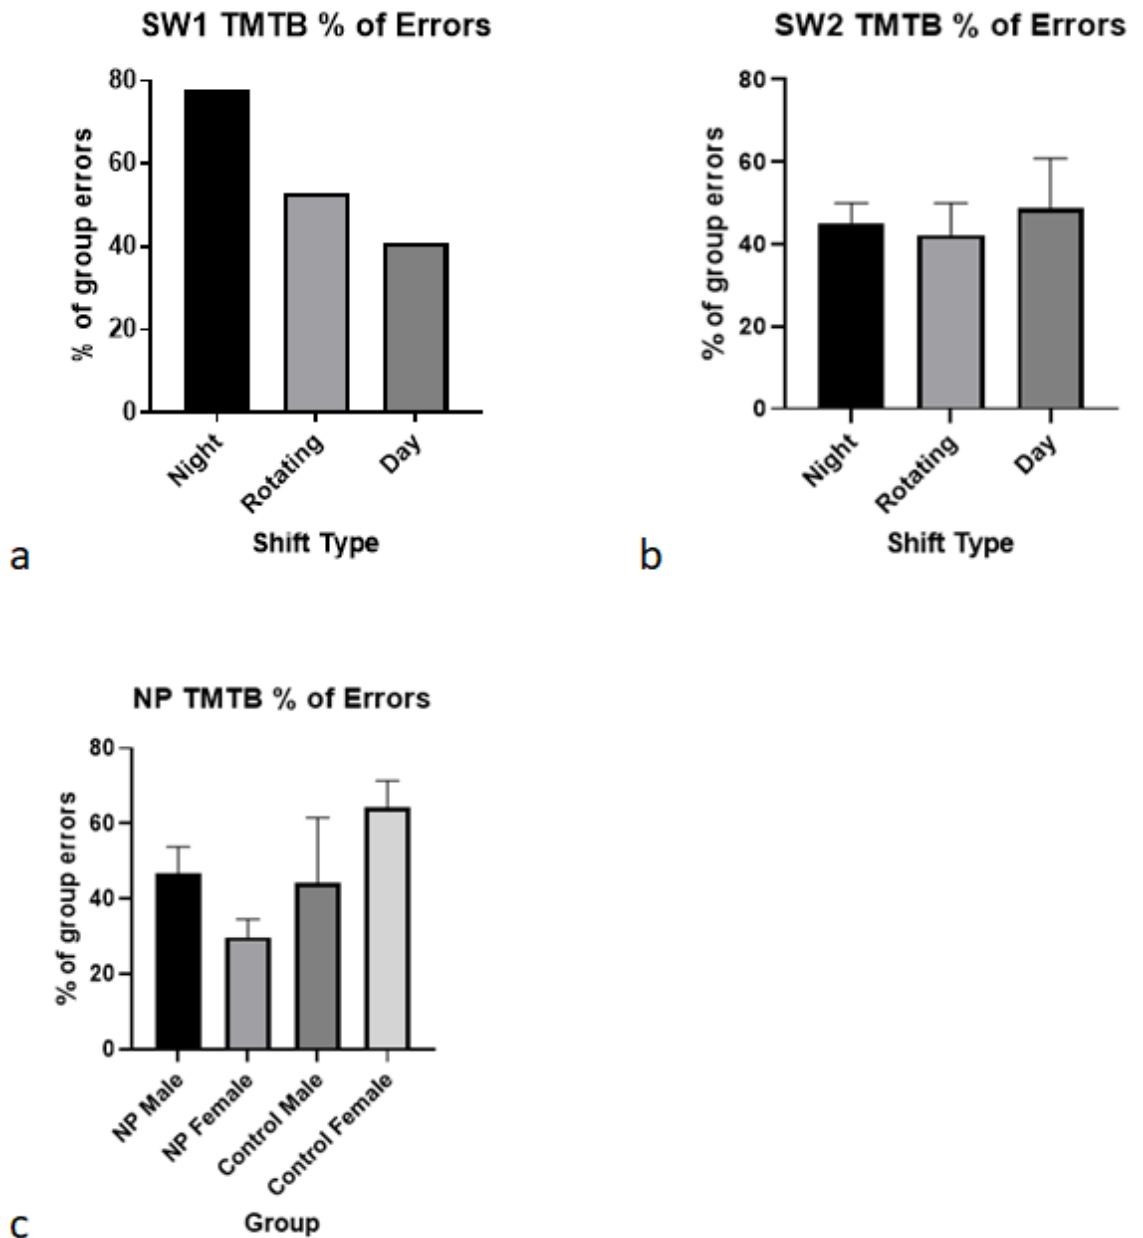 SW1 TMTB % of Errors
% of group errors
80
60
40
20
0
Night
Rotating
Day
Shift Type
a
SW2 TMTB % of Errors
% of group errors
80
60
40
20
0
Night
Rotating
Day
Shift Type
b
NP TMTB % of Errors
% of group errors
80
60
40
20
0
NP Male
NP Female
Control Male
Control Female
Group
c